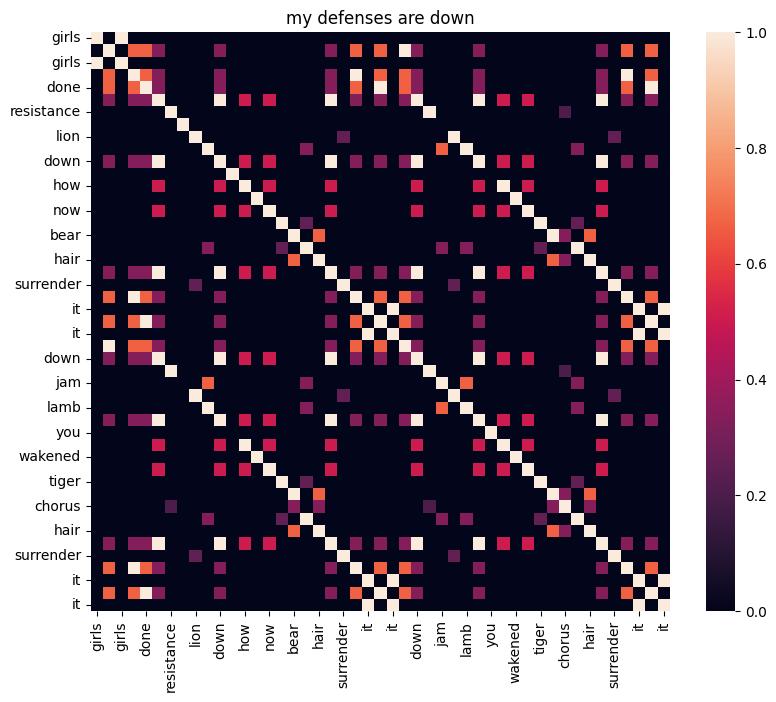 my defenses are down
girls
girls
done
resistance
lion
down
how
now
bear
hair
surrender
it
it
down
jam
lamb
you
wakened
tiger
chorus
hair
surrender
it
it
1.0
0.8
0.6
0.4
0.2
0.0
girls
girls
done
resistance
lion
down
how
now
bear
hair
surrender
it
it
down
jam
lamb
you
wakened
tiger
chorus
hair
surrender
it
it